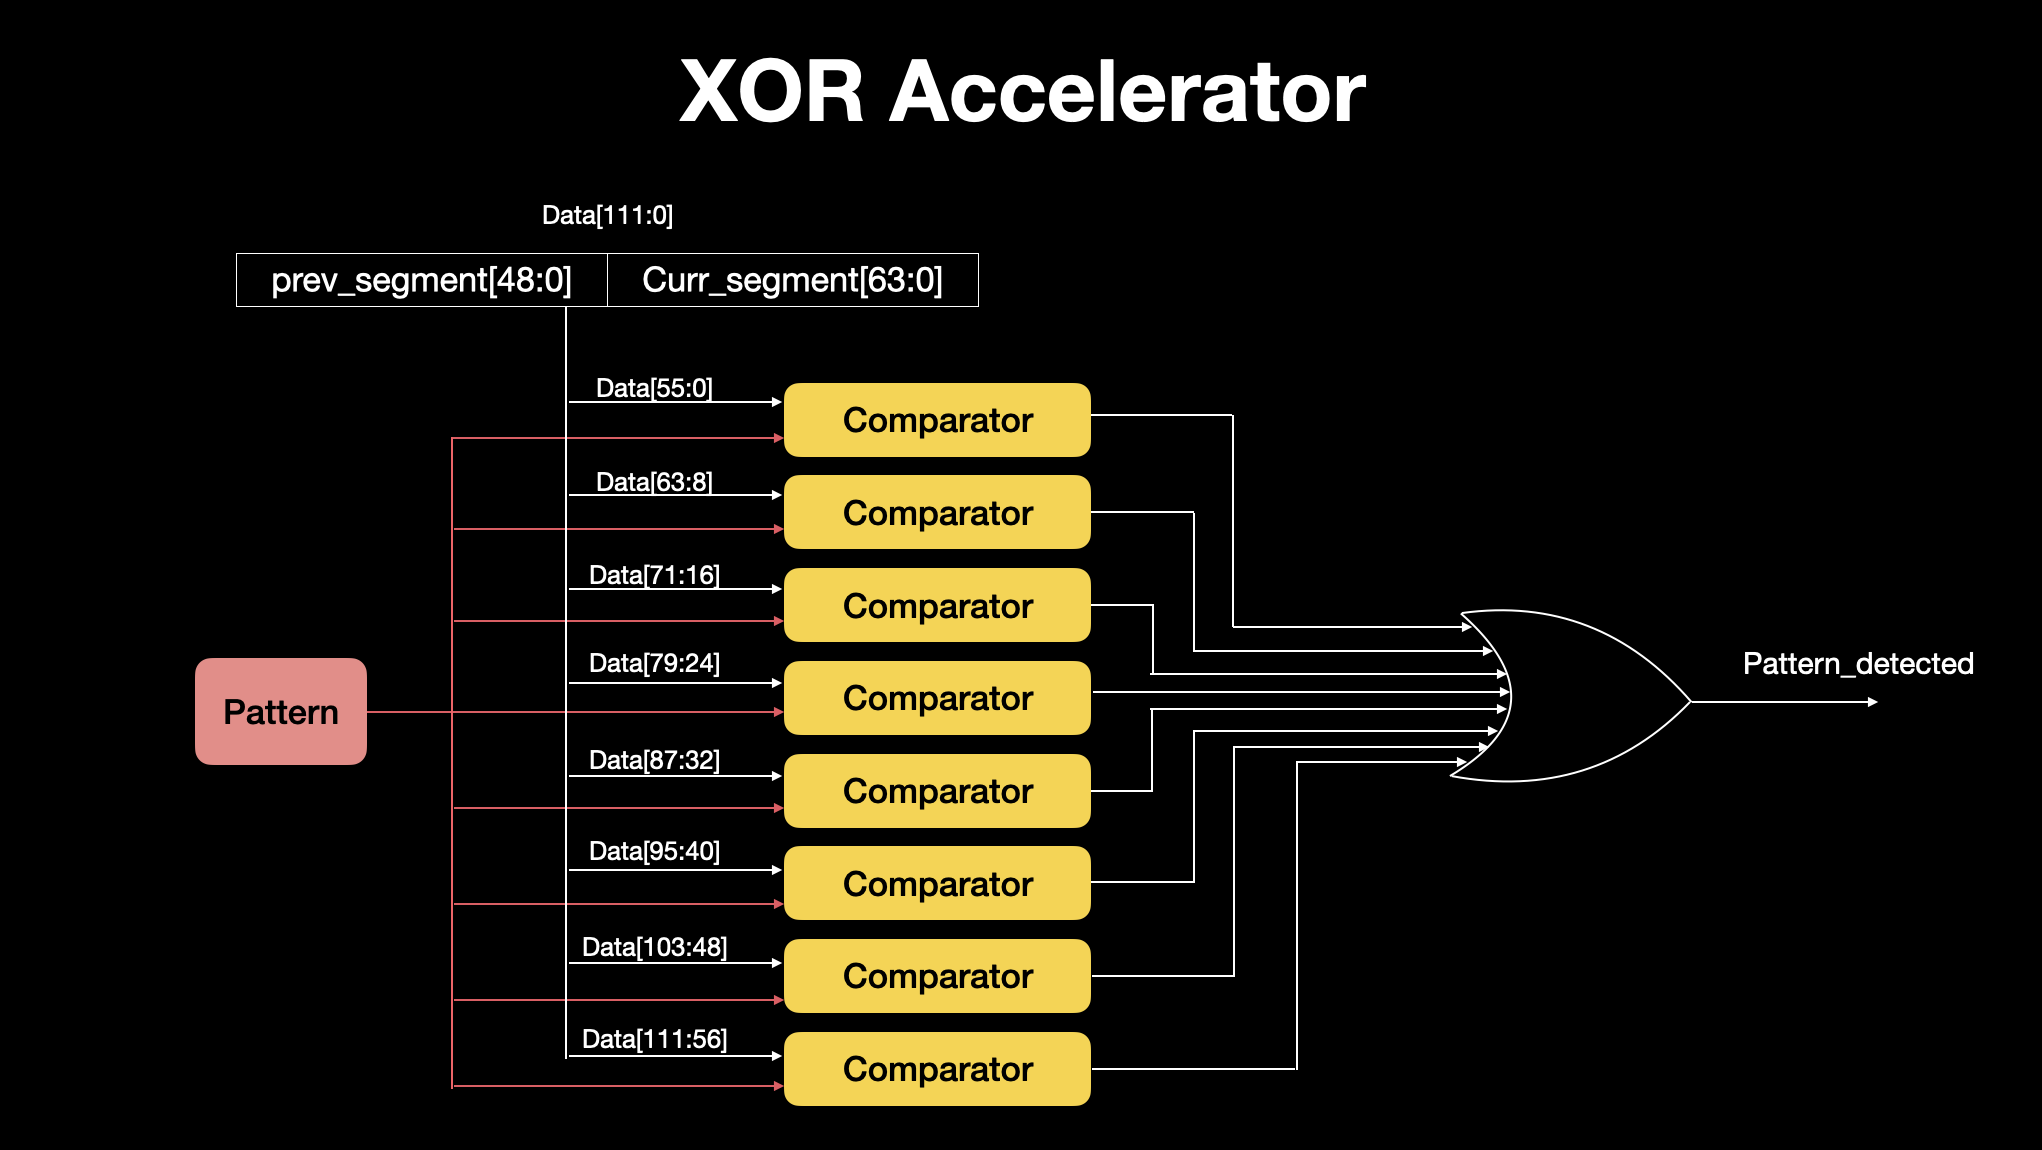 XOR Accelerator
Data[111:0]
prev_segment[48:0]
Curr_segment[63:0]
Data[55:0]
Comparator
Data[63:8]
Comparator
Data[71:16]
Comparator
Data[79:24]
Comparator
Pattern
Pattern_detected
Data[87:32]
Comparator
Data[95:40]
Comparator
Data[103:48]
Comparator
Data[111:56]
Comparator